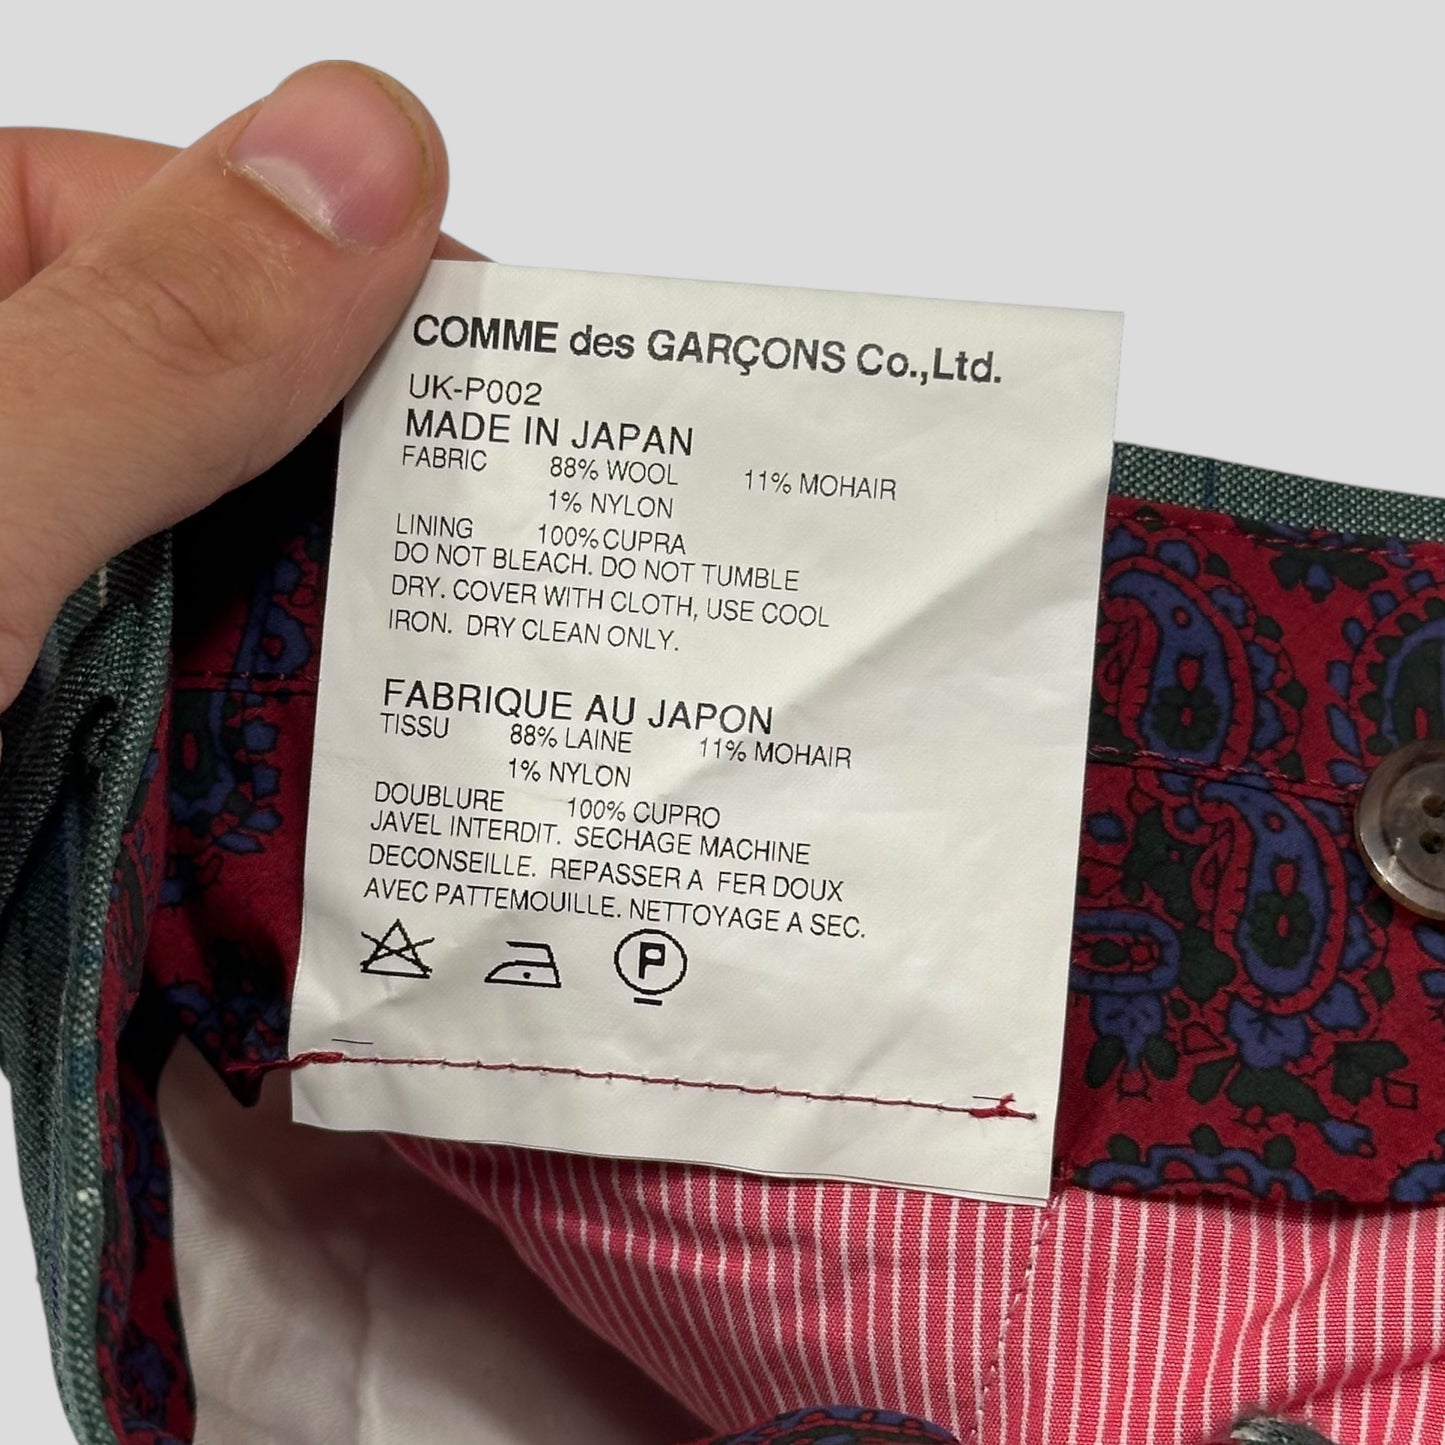 COMME des GARÇONS Co.,Ltd.
UK-P002
MADE IN JAPAN
FABRIC 88% WOOL 11% MOHAIR
1% NYLON
LINING 100% CUPRA
DO NOT BLEACH. DO NOT TUMBLE
DRY. COVER WITH CLOTH, USE COOL
IRON. DRY CLEAN ONLY.
FABRIQUE AU JAPON
TISSU 88% LAINE 11% MOHAIR
1% NYLON
DOUBLURE 100% CUPRO
JAVEL INTERDIT. SECHAGE MACHINE
DECONSEILLE. REPASSER A FER DOUX
AVEC PATTEMOUILLE. NETTOYAGE A SEC.
P